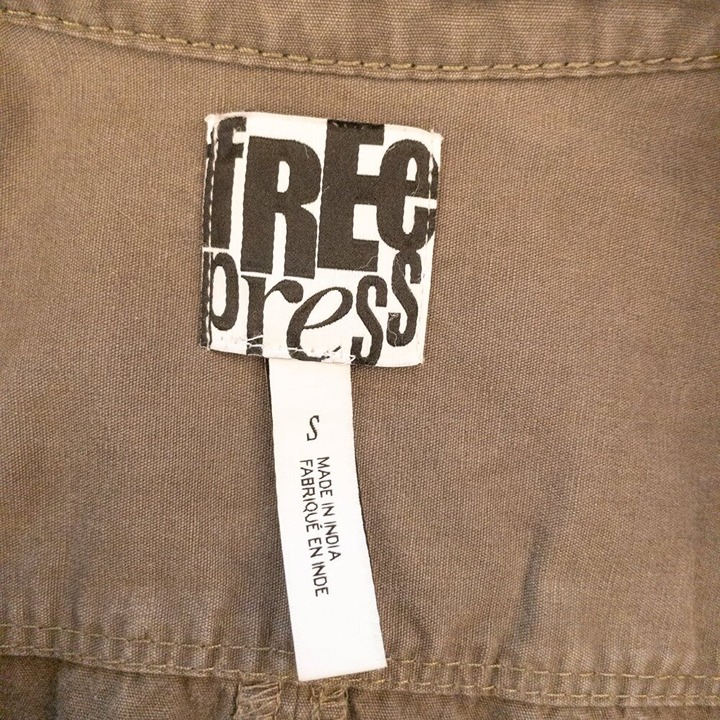 fREe
press
S
MADE IN INDIA
FABRIQUÉ EN INDE